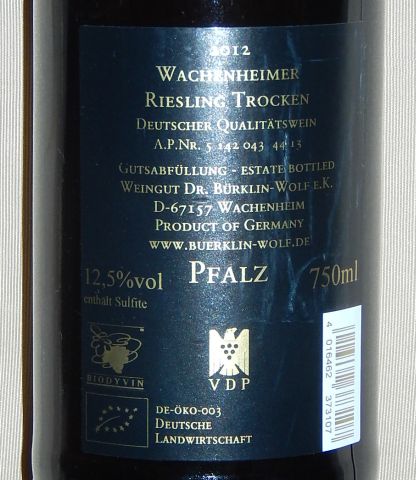 2012
WACHENHEIMER
RIESLING TROCKEN
DEUTSCHER QUALITÄTSWEIN
A.P.NR. 5 142 043 44 13
GUTSABFÜLLUNG - ESTATE BOTTLED
WEINGUT DR. BÜRKLIN-WOLF E.K.
D-67157 WACHENHEIM
PRODUCT OF GERMANY
WWW.BUERKLIN-WOLF.DE
12,5%vol PFALZ 750ml
enthält Sulfite
BIODYVIN
VDP
4 016462 373107
DE-ÖKO-003
DEUTSCHE
LANDWIRTSCHAFT